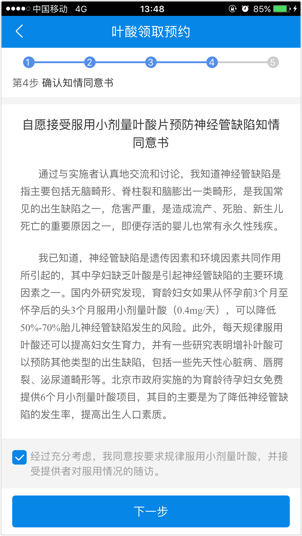 中国移动 4G 13:48 85%
叶酸领取预约
1 2 3 4 5
第4步 确认知情同意书
自愿接受服用小剂量叶酸片预防神经管缺陷知情
同意书
通过与实施者认真地交流和讨论，我知道神经管缺陷是
指主要包括无脑畸形、脊柱裂和脑膨出一类畸形，是我国常
见的出生缺陷之一，危害严重，是造成流产、死胎、新生儿
死亡的重要原因之一，即便存活的婴儿也常有永久性残疾。
我已知道，神经管缺陷是遗传因素和环境因素共同作用
所引起的，其中孕妇缺乏叶酸是引起神经管缺陷的主要环境
因素之一。国内外研究发现，育龄妇女如果从怀孕前3个月至
怀孕后的头3个月服用小剂量叶酸（0.4mg/天），可以降低
50%-70%胎儿神经管缺陷发生的风险。此外，每天规律服用
叶酸还可以提高妇女生育力，并有一些研究表明增补叶酸可
以预防其他类型的出生缺陷，包括一些先天性心脏病、唇腭
裂、泌尿道畸形等。北京市政府实施的为育龄待孕妇女免费
提供6个月小剂量叶酸项目，其目的主要是为了降低神经管缺
陷的发生率，提高出生人口素质。
经过充分考虑，我同意按要求规律服用小剂量叶酸，并接
受提供者对服用情况的随访。
下一步